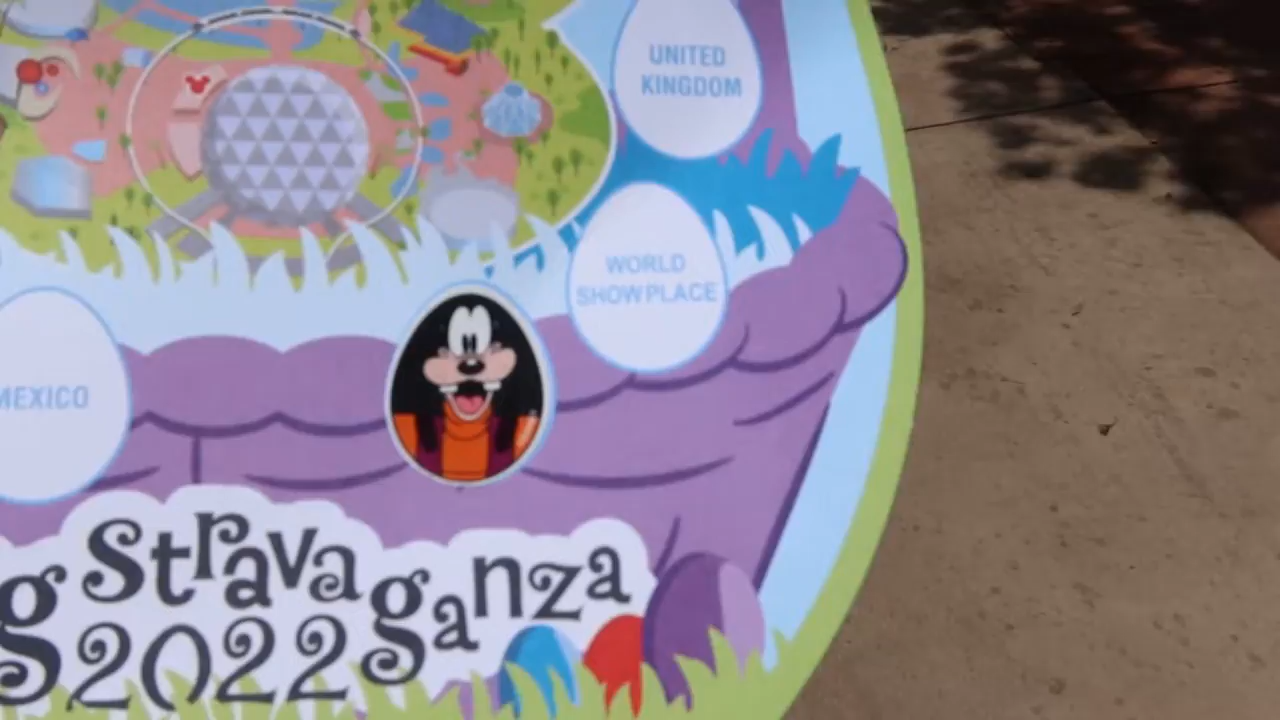 UNITED
KINGDOM
WORLD
SHOWPLACE
MEXICO
g Stravaganza
2022